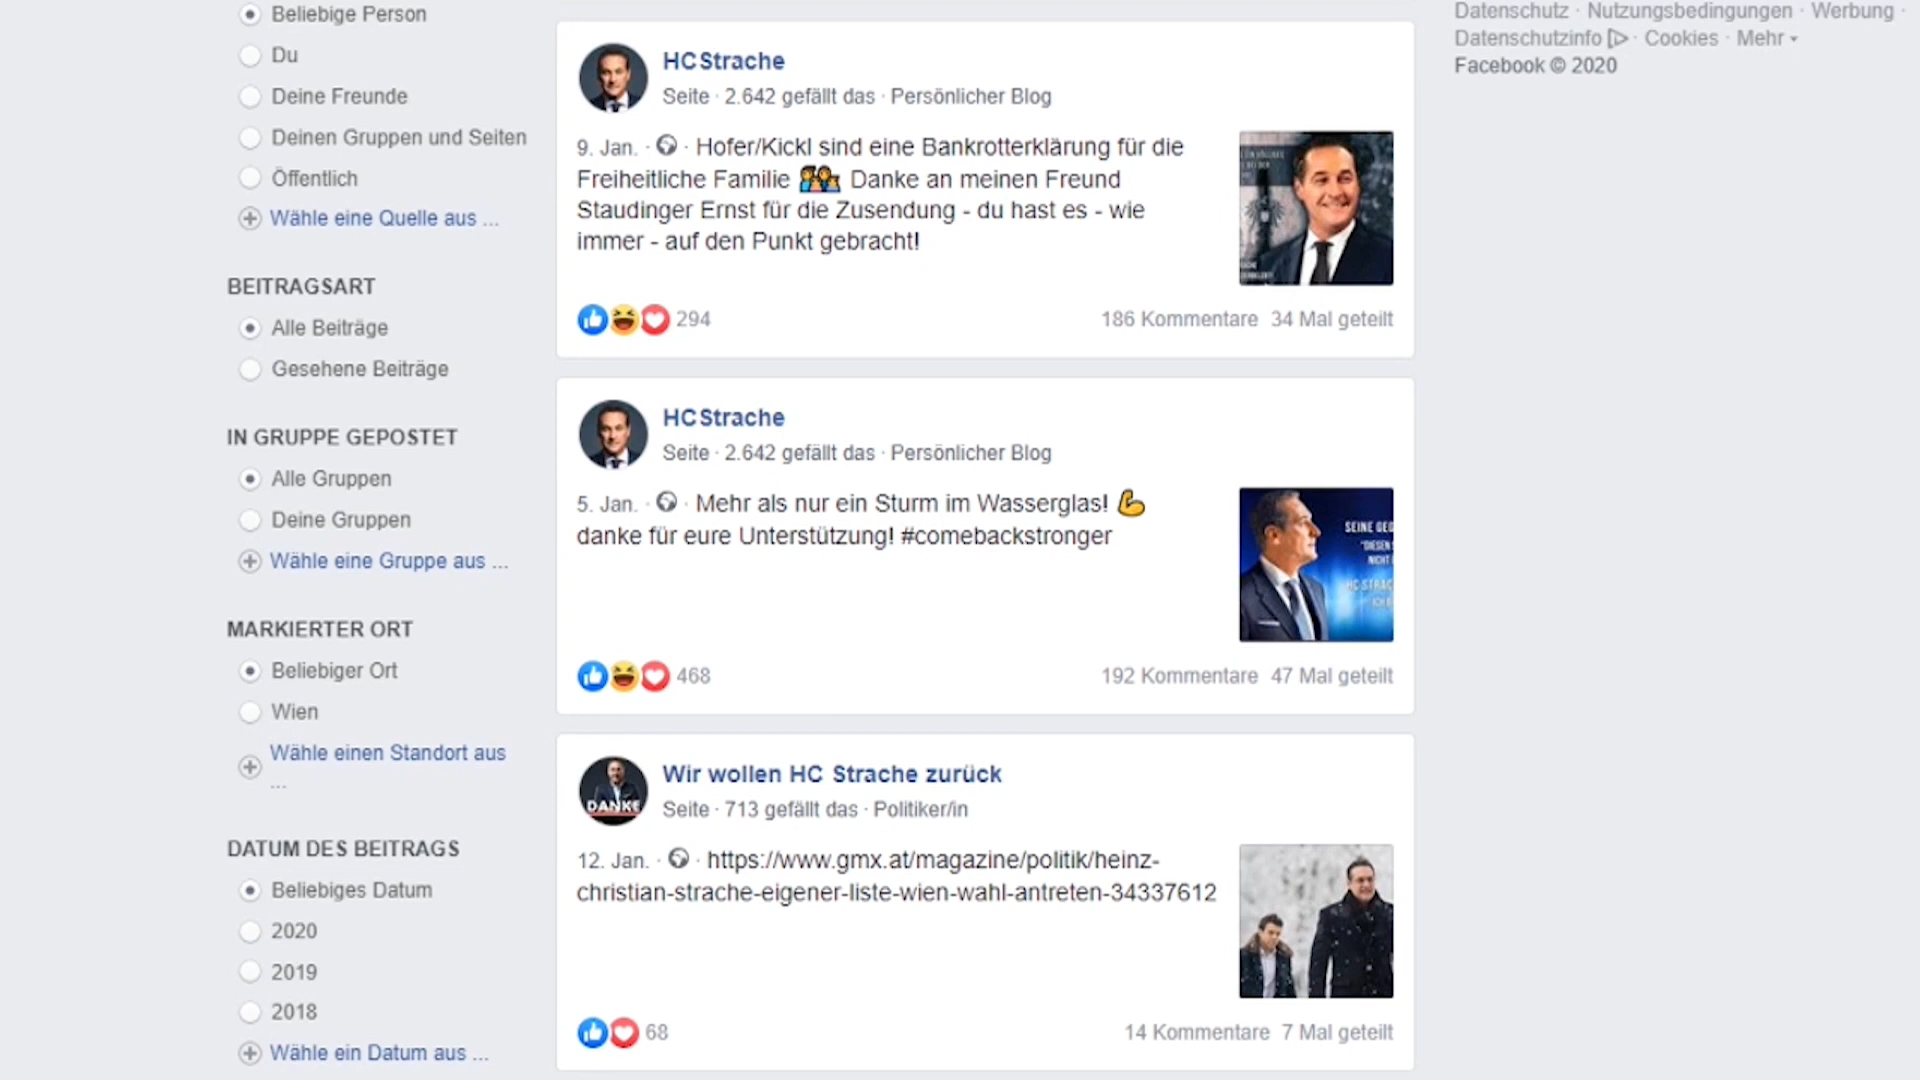 Beliebige Person
Du
Deine Freunde
Deinen Gruppen und Seiten
Öffentlich
Wähle eine Quelle aus ...
BEITRAGSART
Alle Beiträge
Gesehene Beiträge
IN GRUPPE GEPOSTET
Alle Gruppen
Deine Gruppen
Wähle eine Gruppe aus ...
MARKIERTER ORT
Beliebiger Ort
Wien
Wähle einen Standort aus
...
DATUM DES BEITRAGS
Beliebiges Datum
2020
2019
2018
Wähle ein Datum aus ...
HCStrache
Seite · 2.642 gefällt das · Persönlicher Blog
9. Jan. · Hofer/Kickl sind eine Bankrotterklärung für die
Freiheitliche Familie Danke an meinen Freund
Staudinger Ernst für die Zusendung - du hast es - wie
immer - auf den Punkt gebracht!
294
186 Kommentare 34 Mal geteilt
HCStrache
Seite · 2.642 gefällt das · Persönlicher Blog
5. Jan. · Mehr als nur ein Sturm im Wasserglas! 💪
danke für eure Unterstützung! #comebackstronger
SEINE GEG
"DIESEN
NICHT
HC STRAC
468
192 Kommentare 47 Mal geteilt
DANKE
Wir wollen HC Strache zurück
Seite · 713 gefällt das · Politiker/in
12. Jan. · https://www.gmx.at/magazine/politik/heinz-
christian-strache-eigener-liste-wien-wahl-antreten-34337612
68
14 Kommentare 7 Mal geteilt
Datenschutz · Nutzungsbedingungen · Werbung ·
Datenschutzinfo · Cookies · Mehr
Facebook © 2020